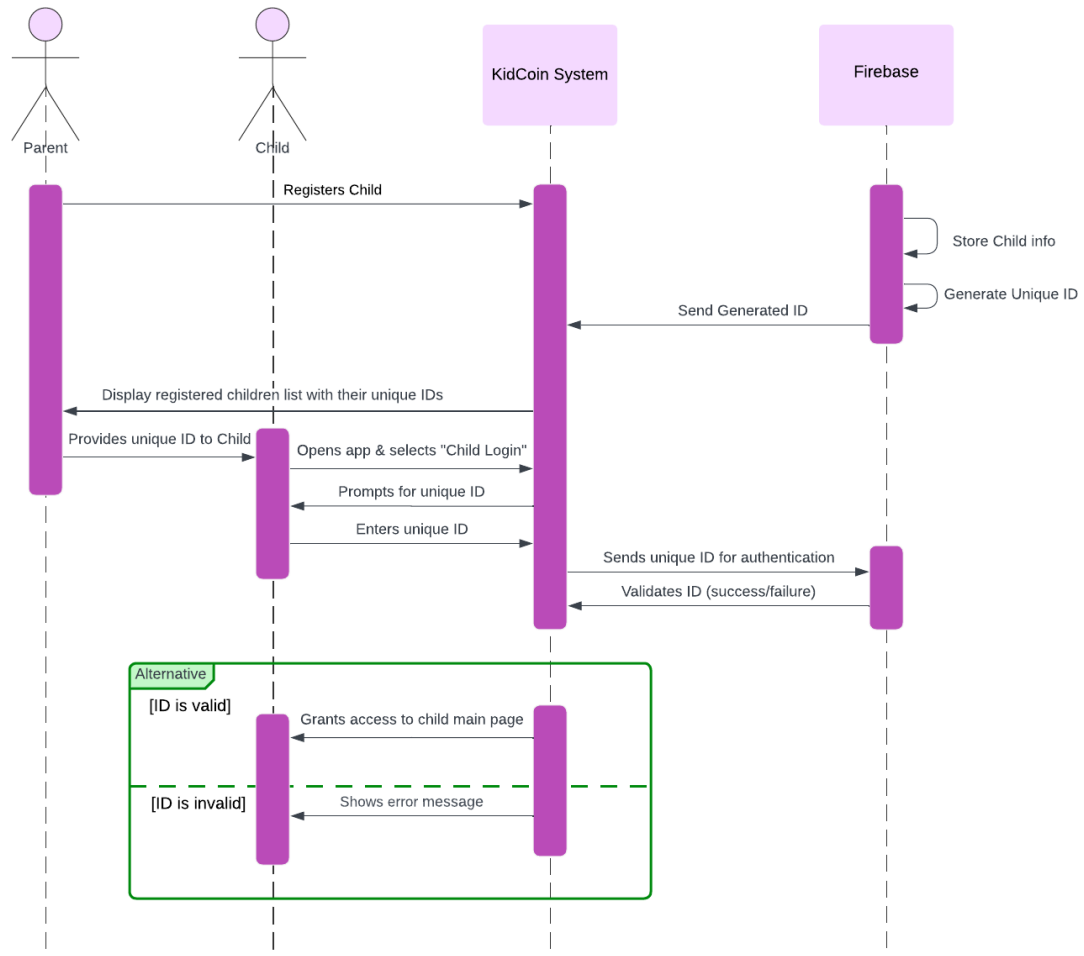 KidCoin System
Firebase
Parent
Child
Registers Child
Store Child info
Generate Unique ID
Send Generated ID
Display registered children list with their unique IDs
Provides unique ID to Child
Opens app & selects "Child Login"
Prompts for unique ID
Enters unique ID
Sends unique ID for authentication
Validates ID (success/failure)
Alternative
[ID is valid]
Grants access to child main page
[ID is invalid]
Shows error message